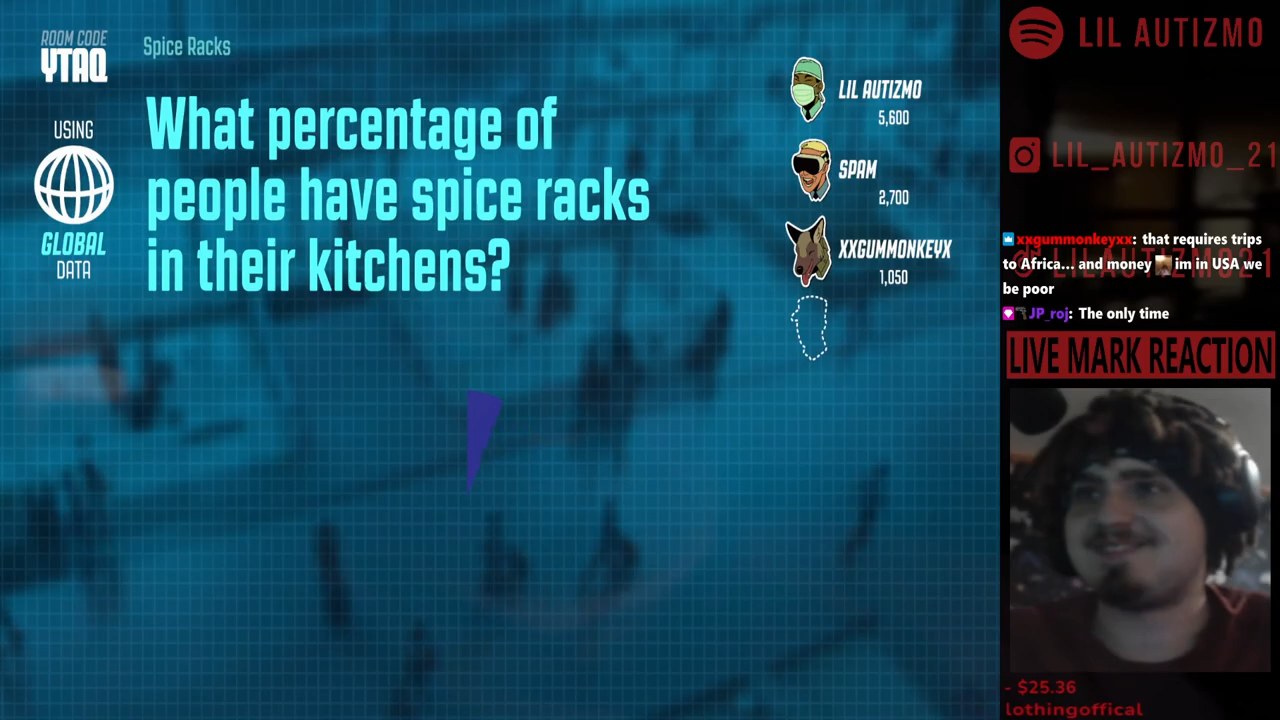 ROOM CODE
YTAQ
Spice Racks
USING
GLOBAL
DATA
What percentage of
people have spice racks
in their kitchens?
LIL AUTIZMO
5,600
SPAM
2,700
XXGUMMONKEYX
1,050
LIL AUTIZMO
LIL_AUTIZMO_21
LILAUTIZMO21
xxgummonkeyxx: that requires trips
to Africa... and money im in USA we
be poor
JP_roj: The only time
LIVE MARK REACTION
- $25.36
lothingoffical